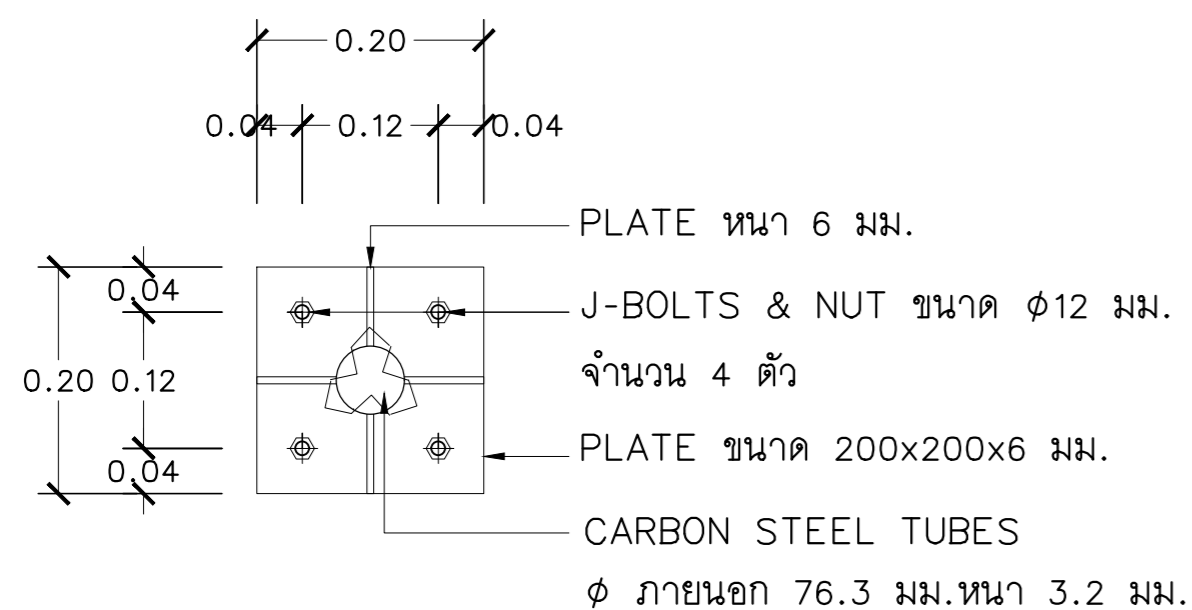 0.20
0.04 0.12 0.04
PLATE หนา 6 มม.
0.04
J-BOLTS & NUT ขนาด ϕ12 มม.
จำนวน 4 ตัว
0.20 0.12
PLATE ขนาด 200x200x6 มม.
0.04
CARBON STEEL TUBES
ϕ ภายนอก 76.3 มม.หนา 3.2 มม.